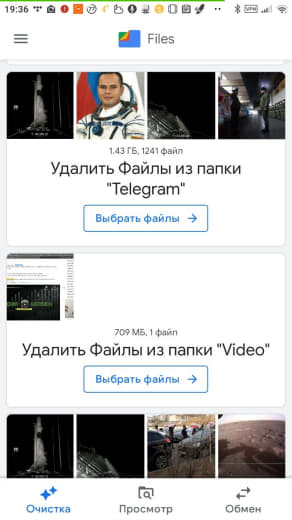 19:36
Files
1.43 ГБ, 1241 файл
Удалить Файлы из папки
"Telegram"
Выбрать файлы
709 МБ, 1 файл
Удалить Файлы из папки "Video"
Выбрать файлы
Очистка
Просмотр
Обмен